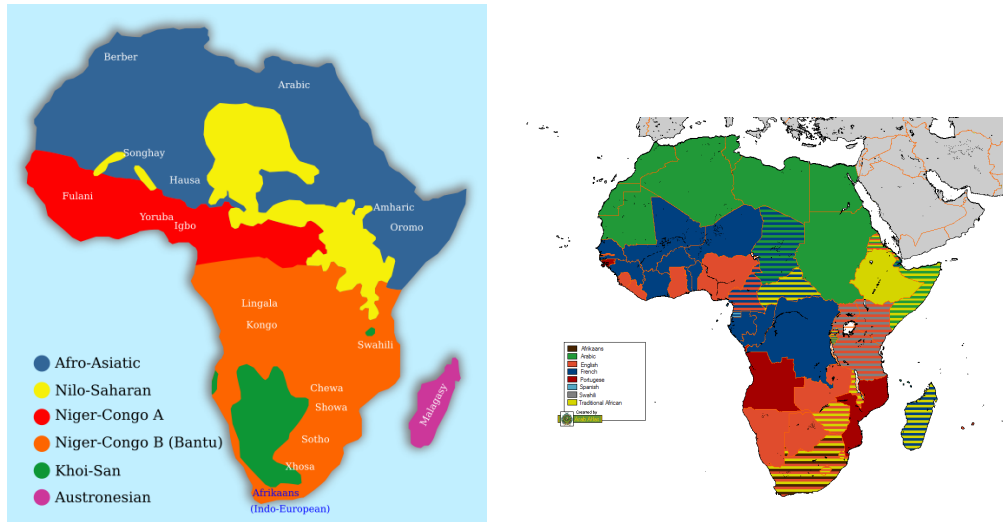 Berber
Arabic
Songhay
Hausa
Fulani
Yoruba
Igbo
Amharic
Oromo
Lingala
Kongo
Swahili
Chewa
Showa
Sotho
Xhosa
Malagasy
Afrikaans
(Indo-European)
Afro-Asiatic
Nilo-Saharan
Niger-Congo A
Niger-Congo B (Bantu)
Khoi-San
Austronesian
Afrikaans
Arabic
English
French
Portugese
Spanish
Swahili
Traditional African
Created by